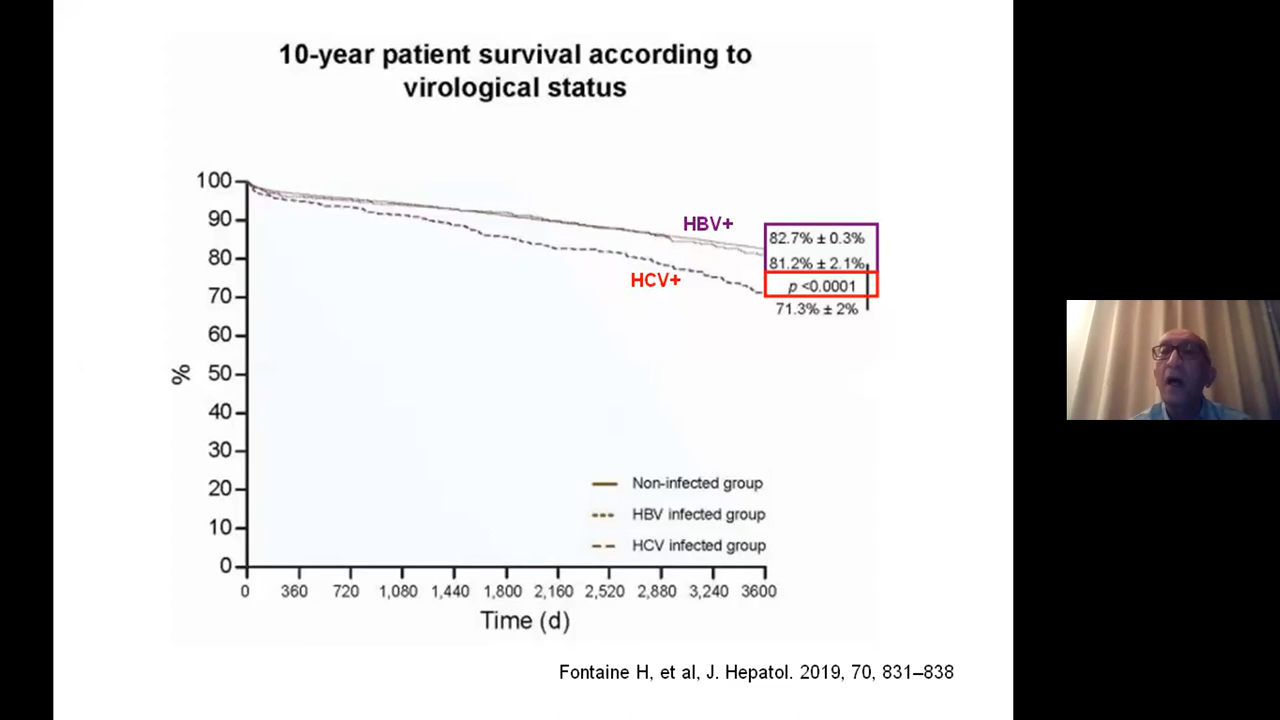 10-year patient survival according to
virological status
100
90
80
70
60
50
40
30
20
10
0
%
HBV+
HCV+
82.7% ± 0.3%
81.2% ± 2.1%
p <0.0001
71.3% ± 2%
Non-infected group
HBV infected group
HCV infected group
0 360 720 1,080 1,440 1,800 2,160 2,520 2,880 3,240 3600
Time (d)
Fontaine H, et al, J. Hepatol. 2019, 70, 831–838